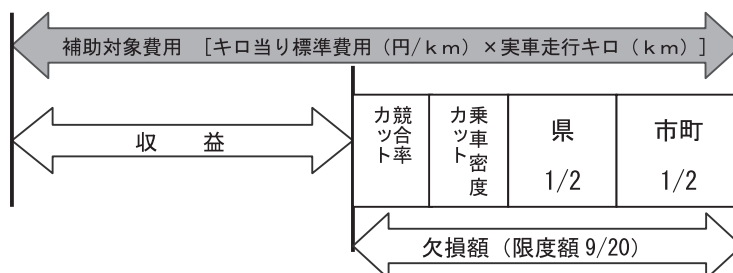 補助対象費用 [キロ当り標準費用(円/km)×実車走行キロ(km)]
収益
競合率
カット
乗車密度
カット
県
1/2
市町
1/2
欠損額(限度額9/20)